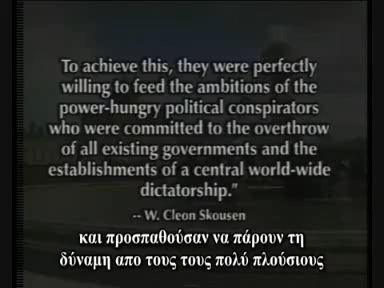 To achieve this, they were perfectly
willing to feed the ambitions of the
power-hungry political conspirators
who were committed to the overthrow
of all existing governments and the
establishments of a central world-wide
dictatorship.”
-- W. Cleon Skousen
και προσπαθούσαν να πάρουν τη
δύναμη απο τους τους πολύ πλούσιους